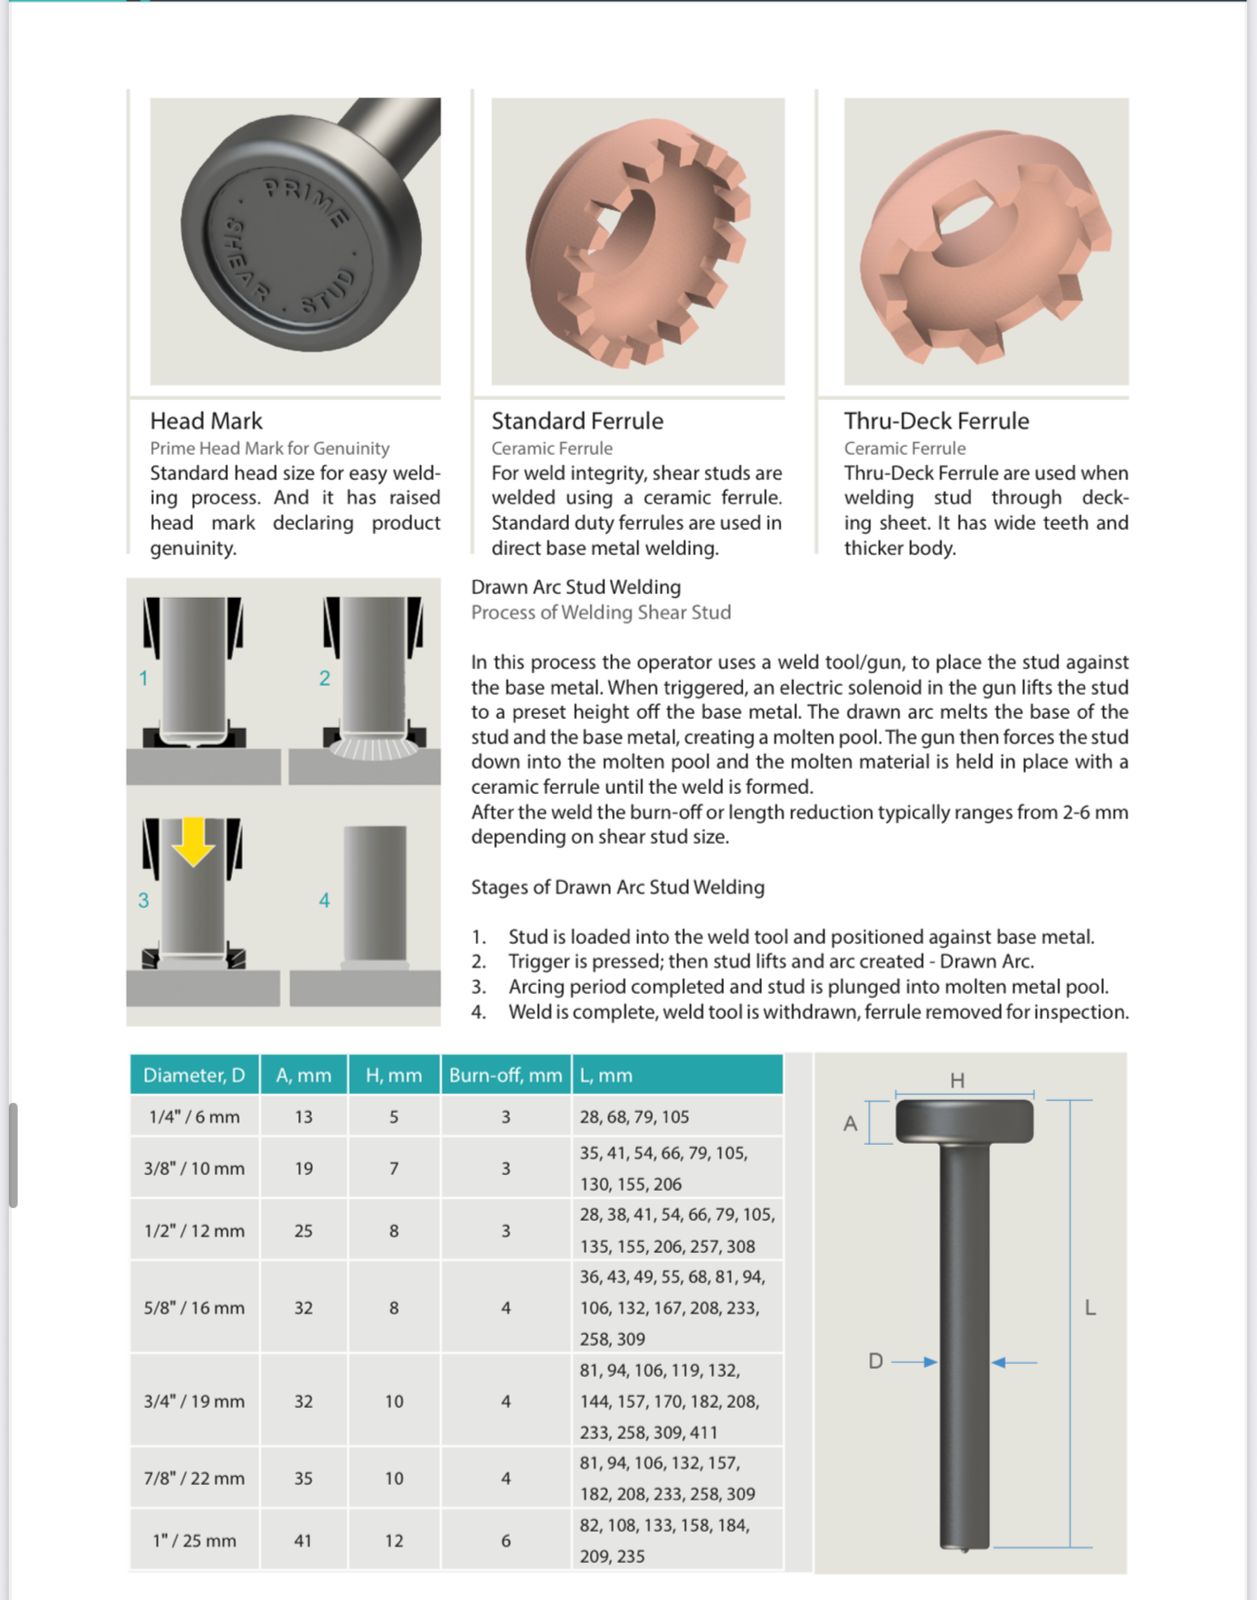 PRIME
SHEAR · STUD ·
Head Mark
Prime Head Mark for Genuinity
Standard head size for easy weld-
ing process. And it has raised
head mark declaring product
genuinity.
Standard Ferrule
Ceramic Ferrule
For weld integrity, shear studs are
welded using a ceramic ferrule.
Standard duty ferrules are used in
direct base metal welding.
Thru-Deck Ferrule
Ceramic Ferrule
Thru-Deck Ferrule are used when
welding stud through deck-
ing sheet. It has wide teeth and
thicker body.
1
2
3
4
Drawn Arc Stud Welding
Process of Welding Shear Stud
In this process the operator uses a weld tool/gun, to place the stud against
the base metal. When triggered, an electric solenoid in the gun lifts the stud
to a preset height off the base metal. The drawn arc melts the base of the
stud and the base metal, creating a molten pool. The gun then forces the stud
down into the molten pool and the molten material is held in place with a
ceramic ferrule until the weld is formed.
After the weld the burn-off or length reduction typically ranges from 2-6 mm
depending on shear stud size.
Stages of Drawn Arc Stud Welding
1. Stud is loaded into the weld tool and positioned against base metal.
2. Trigger is pressed; then stud lifts and arc created - Drawn Arc.
3. Arcing period completed and stud is plunged into molten metal pool.
4. Weld is complete, weld tool is withdrawn, ferrule removed for inspection.
Diameter, D A, mm H, mm Burn-off, mm L, mm
1/4" / 6 mm 13 5 3 28, 68, 79, 105
3/8" / 10 mm 19 7 3 35, 41, 54, 66, 79, 105,
130, 155, 206
1/2" / 12 mm 25 8 3 28, 38, 41, 54, 66, 79, 105,
135, 155, 206, 257, 308
5/8" / 16 mm 32 8 4 36, 43, 49, 55, 68, 81, 94,
106, 132, 167, 208, 233,
258, 309
3/4" / 19 mm 32 10 4 81, 94, 106, 119, 132,
144, 157, 170, 182, 208,
233, 258, 309, 411
7/8" / 22 mm 35 10 4 81, 94, 106, 132, 157,
182, 208, 233, 258, 309
1" / 25 mm 41 12 6 82, 108, 133, 158, 184,
209, 235
H
A
L
D